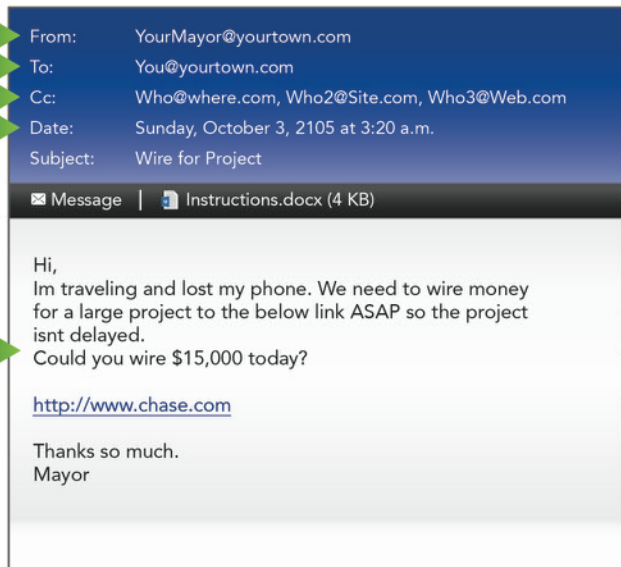 From: YourMayor@yourtown.com
To: You@yourtown.com
Cc: Who@where.com, Who2@Site.com, Who3@Web.com
Date: Sunday, October 3, 2105 at 3:20 a.m.
Subject: Wire for Project
Message | Instructions.docx (4 KB)
Hi,
Im traveling and lost my phone. We need to wire money
for a large project to the below link ASAP so the project
isnt delayed.
Could you wire $15,000 today?
http://www.chase.com
Thanks so much.
Mayor